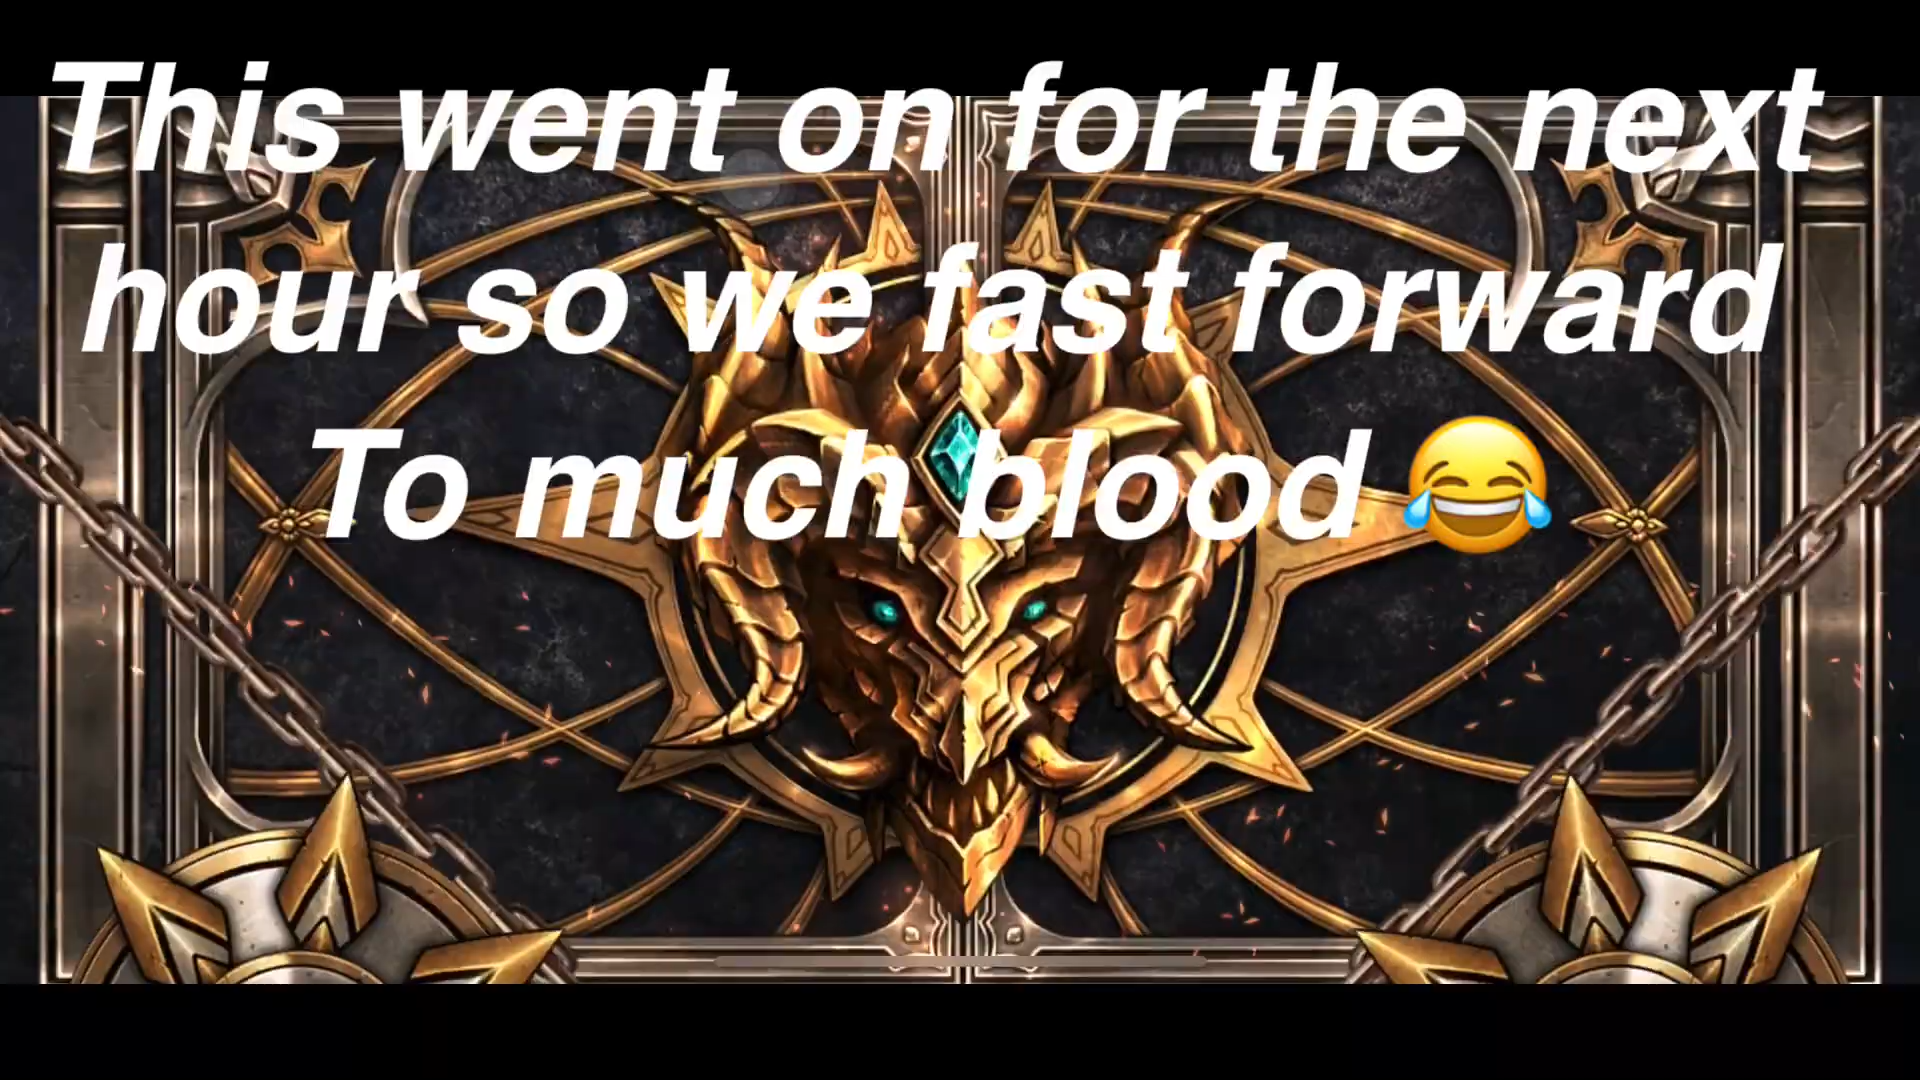 This went on for the next
hour so we fast forward
To much blood 😂